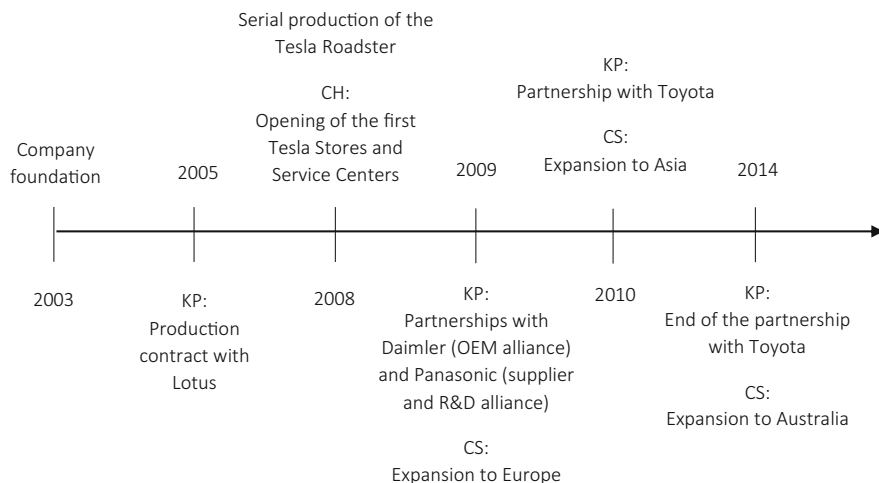 Company
foundation
2003
2005
KP:
Production
contract with
Lotus
Serial production of the
Tesla Roadster
CH:
Opening of the first
Tesla Stores and
Service Centers
2008
2009
KP:
Partnerships with
Daimler (OEM alliance)
and Panasonic (supplier
and R&D alliance)
CS:
Expansion to Europe
KP:
Partnership with Toyota
CS:
Expansion to Asia
2010
2014
KP:
End of the partnership
with Toyota
CS:
Expansion to Australia